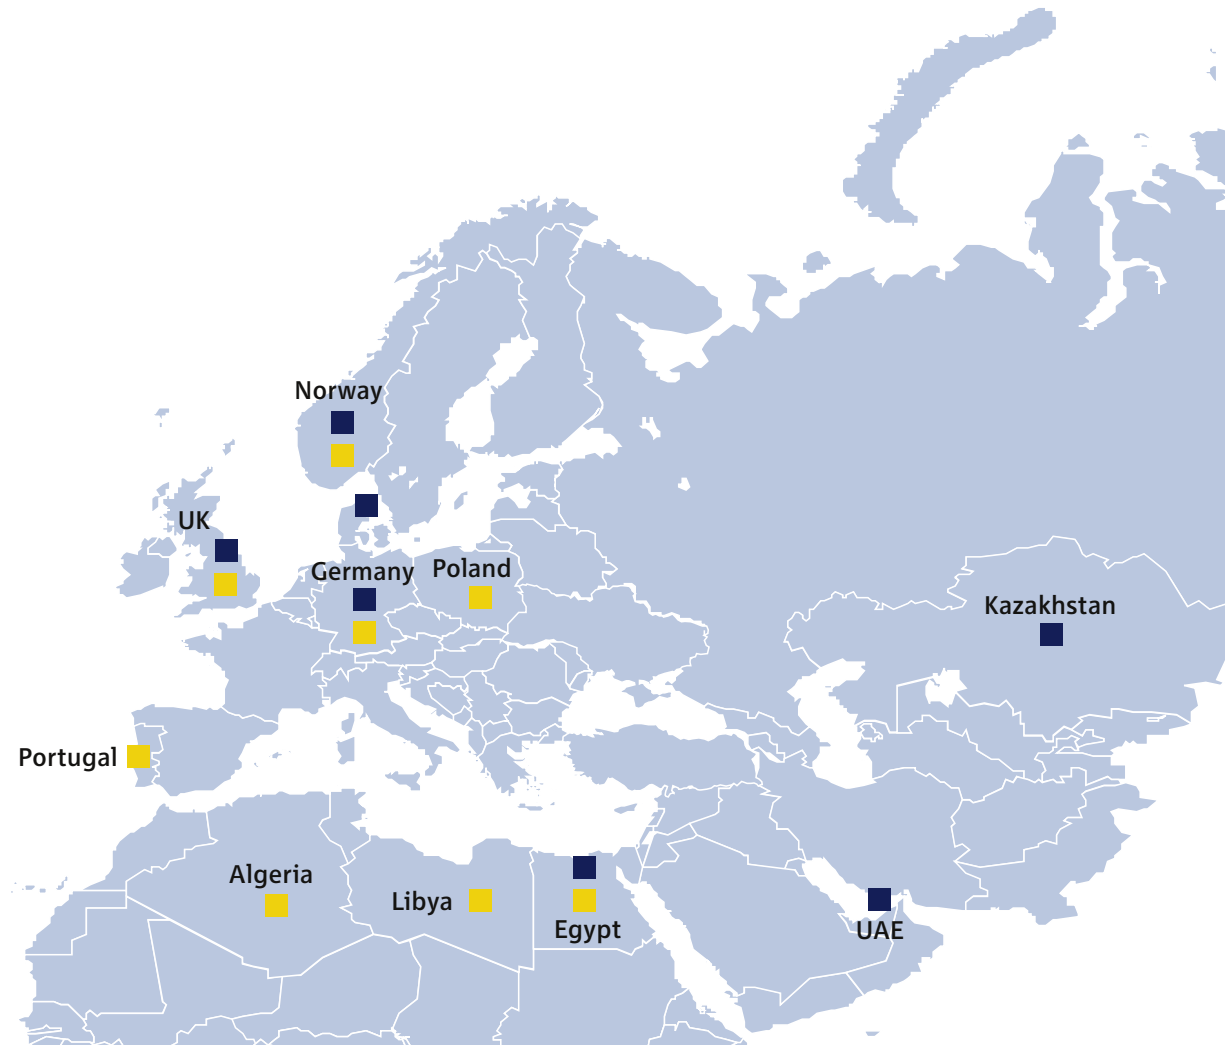 Norway
UK
Germany
Poland
Kazakhstan
Portugal
Algeria
Libya
Egypt
UAE